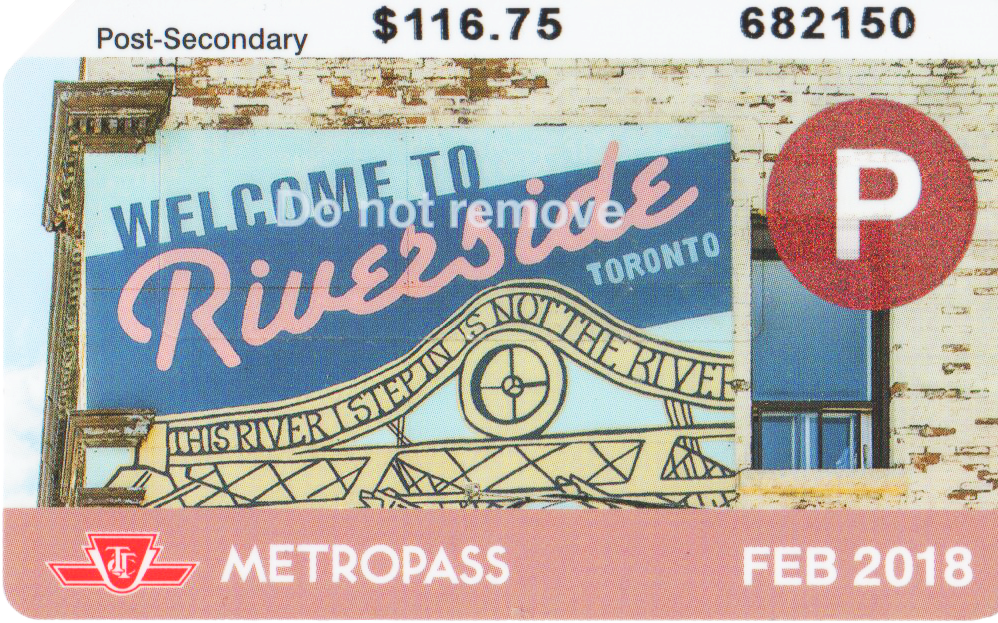 Post-Secondary $116.75 682150
WELCOME TO
Do not remove
Riverside
TORONTO
P
THIS RIVER I STEP IN IS NOT THE RIVER
TTC METROPASS FEB 2018